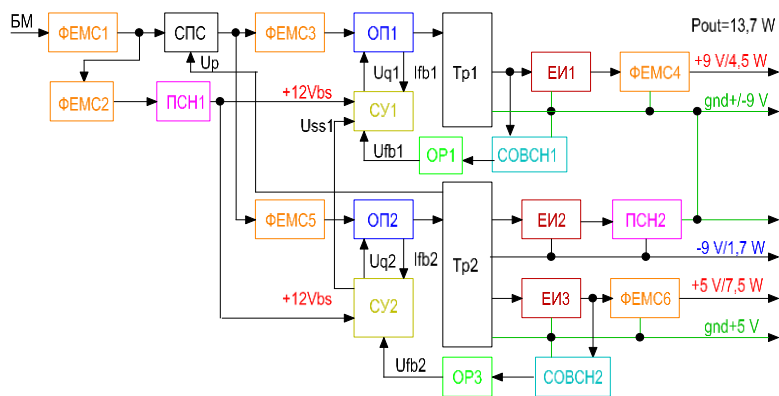 БМ
ФЕМС1
СПС
ФЕМС3
ОП1
Тр1
Pout=13,7 W
Up
Uq1
Ifb1
ЕИ1
ФЕМС4
+9 V/4,5 W
ФЕМС2
ПСН1
+12Vbs
СУ1
gnd+/-9 V
Uss1
Ufb1
ОР1
СОВСН1
ФЕМС5
ОП2
Тр2
ЕИ2
ПСН2
-9 V/1,7 W
Uq2
Ifb2
+12Vbs
СУ2
ЕИ3
ФЕМС6
+5 V/7,5 W
gnd+5 V
Ufb2
ОР3
СОВСН2